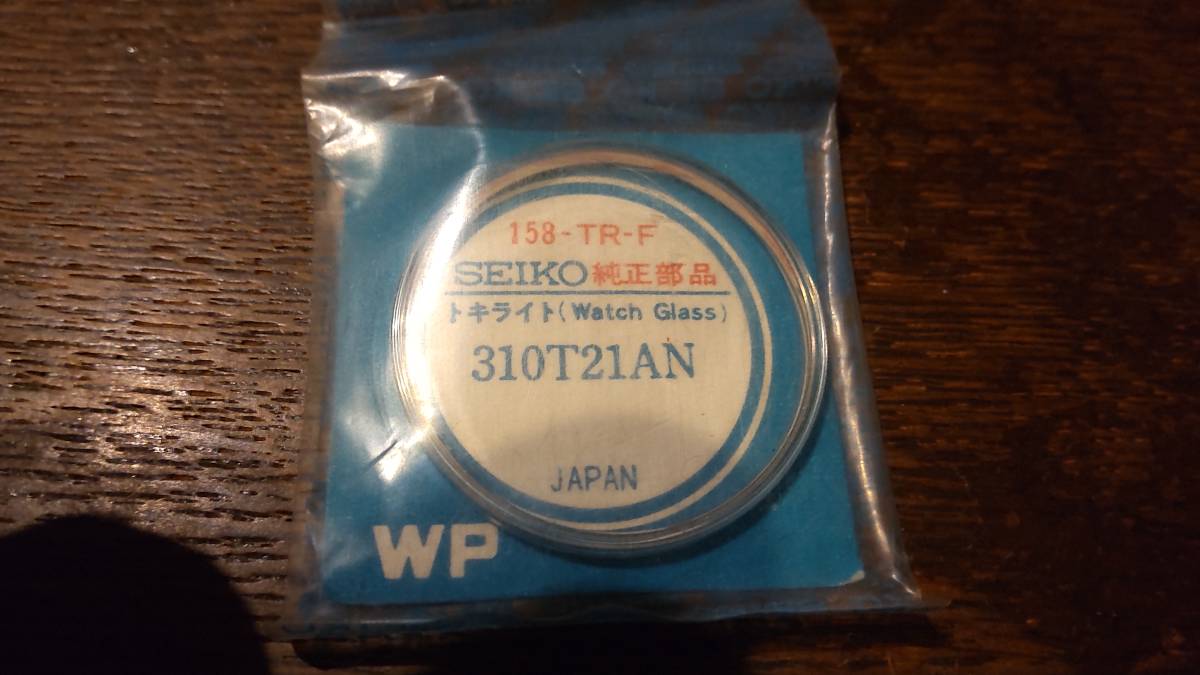 158-TR-F
SEIKO 純正部品
トキライト(Watch Glass)
310T21AN
JAPAN
WP